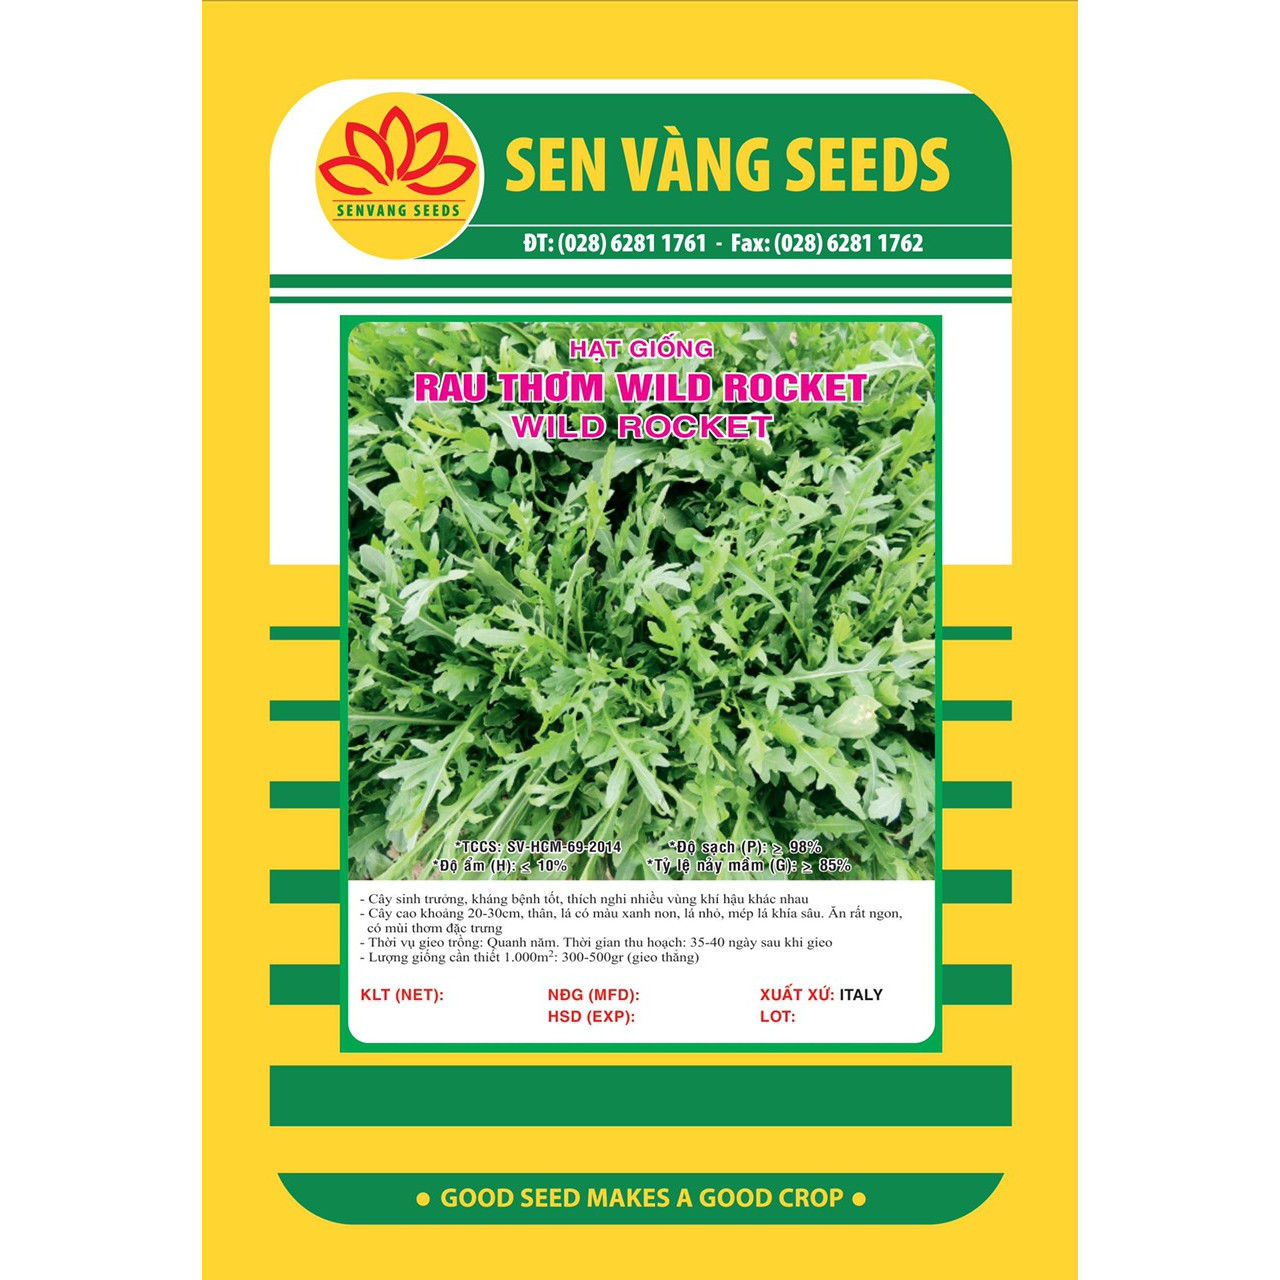 SEN VÀNG SEEDS
SENVANG SEEDS
ĐT: (028) 6281 1761 - Fax: (028) 6281 1762
HẠT GIỐNG
RAU THƠM WILD ROCKET
WILD ROCKET
*TCCS: SV-HCM-69-2014 *Độ sạch (P): ≥ 98%
*Độ ẩm (H): ≤ 10% *Tỷ lệ nảy mầm (G): ≥ 85%
- Cây sinh trưởng, kháng bệnh tốt, thích nghi nhiều vùng khí hậu khác nhau
- Cây cao khoảng 20-30cm, thân, lá có màu xanh non, lá nhỏ, mép lá khía sâu. Ăn rất ngon,
có mùi thơm đặc trưng
- Thời vụ gieo trồng: Quanh năm. Thời gian thu hoạch: 35-40 ngày sau khi gieo
- Lượng giống cần thiết 1.000m²: 300-500gr (gieo thẳng)
KLT (NET): NĐG (MFD): XUẤT XỨ: ITALY
HSD (EXP): LOT:
• GOOD SEED MAKES A GOOD CROP •